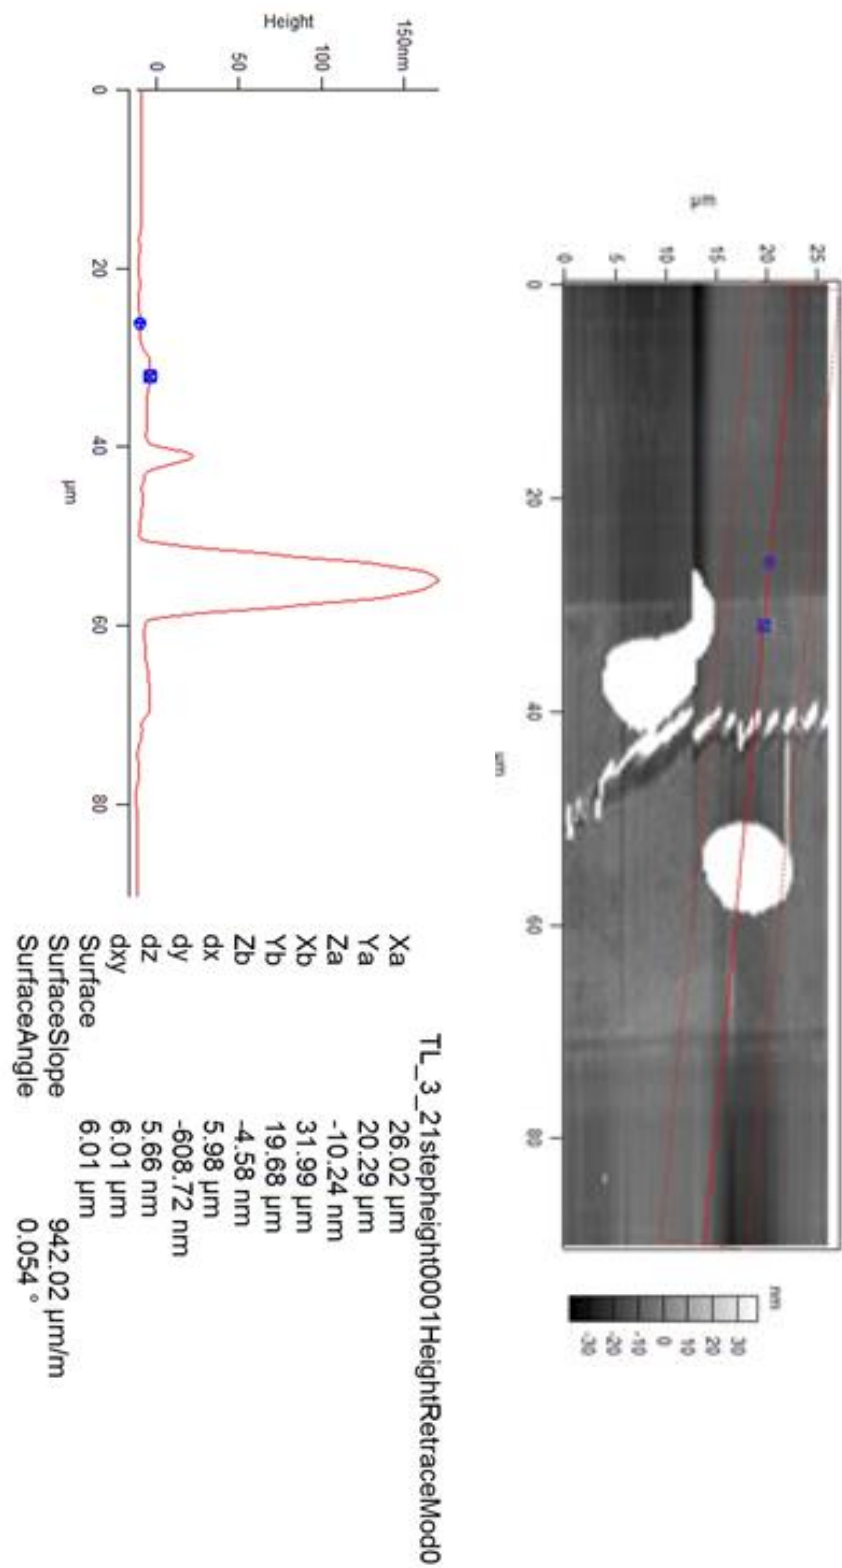 Height
0
50
100
150nm
0
20
40
60
80
µm
µm
0
5
10
15
20
25
0
20
40
60
80
µm
nm
-30
-20
-10
0
10
20
30
TL_3_21stepheight0001HeightRetraceMod0
Xa 26.02 µm
Ya 20.29 µm
Za -10.24 nm
Xb 31.99 µm
Yb 19.68 µm
Zb -4.58 nm
dx 5.98 µm
dy -608.72 nm
dz 5.66 nm
dxy 6.01 µm
Surface 6.01 µm
SurfaceSlope 942.02 µm/m
SurfaceAngle 0.054 °